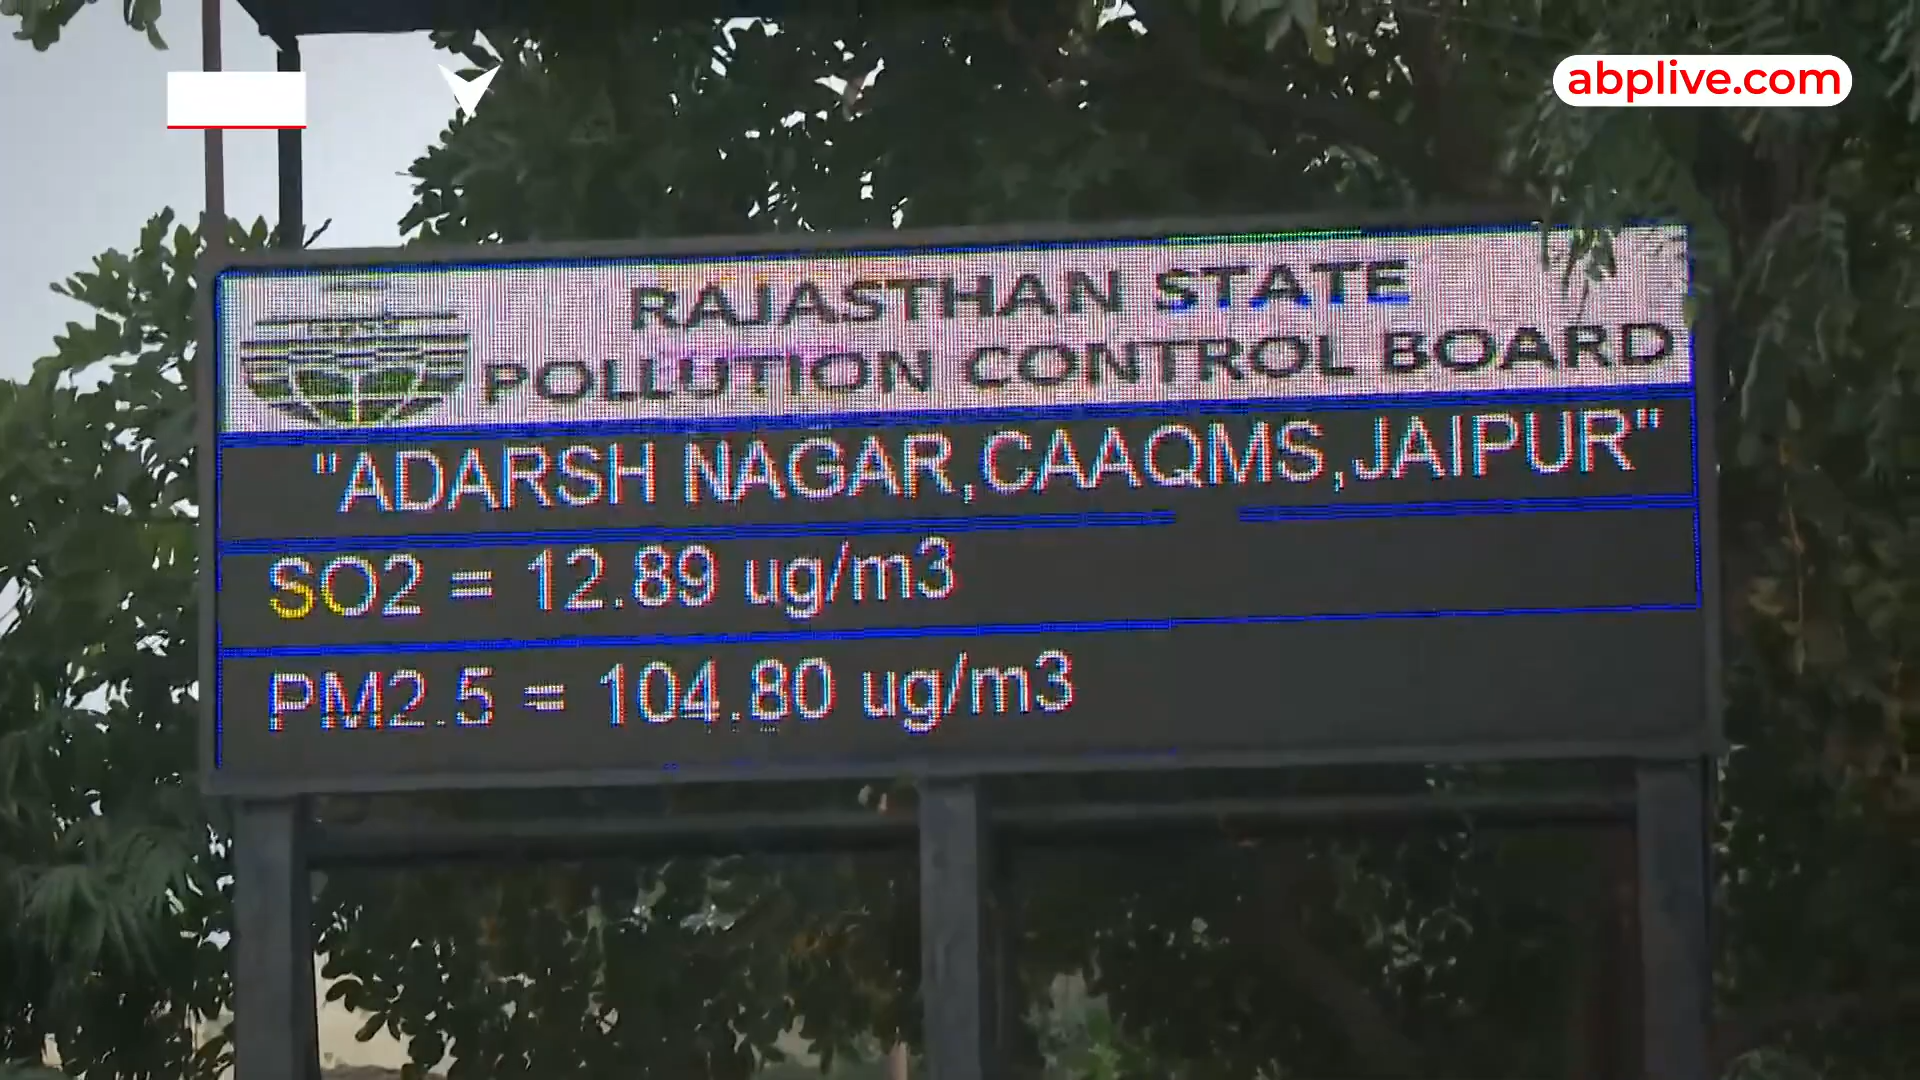 abplive.com
RAJASTHAN STATE
POLLUTION CONTROL BOARD
"ADARSH NAGAR,CAAQMS,JAIPUR"
SO2 = 12.89 ug/m3
PM2.5 = 104.80 ug/m3